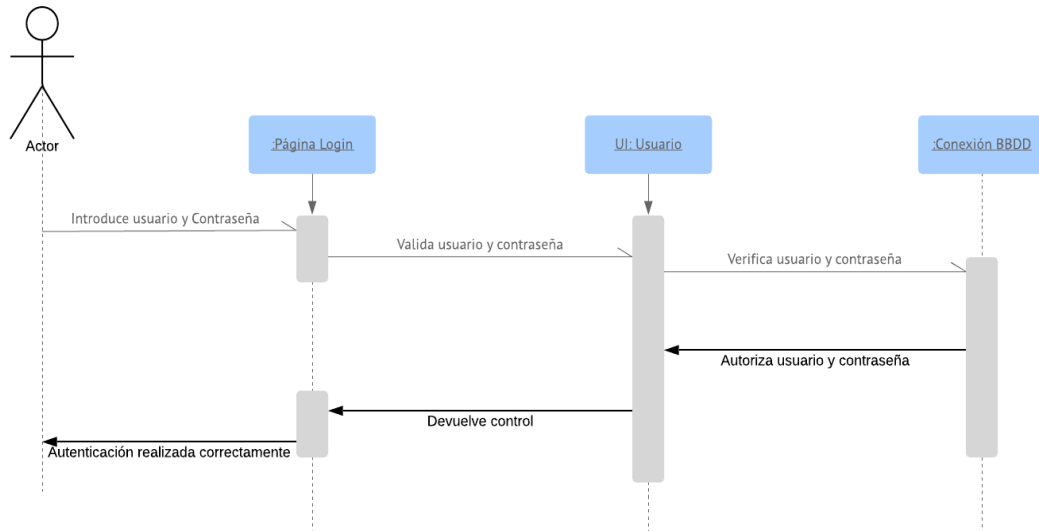 Actor
:Página Login
UI: Usuario
:Conexión BBDD
Introduce usuario y Contraseña
Valida usuario y contraseña
Verifica usuario y contraseña
Autoriza usuario y contraseña
Devuelve control
Autenticación realizada correctamente